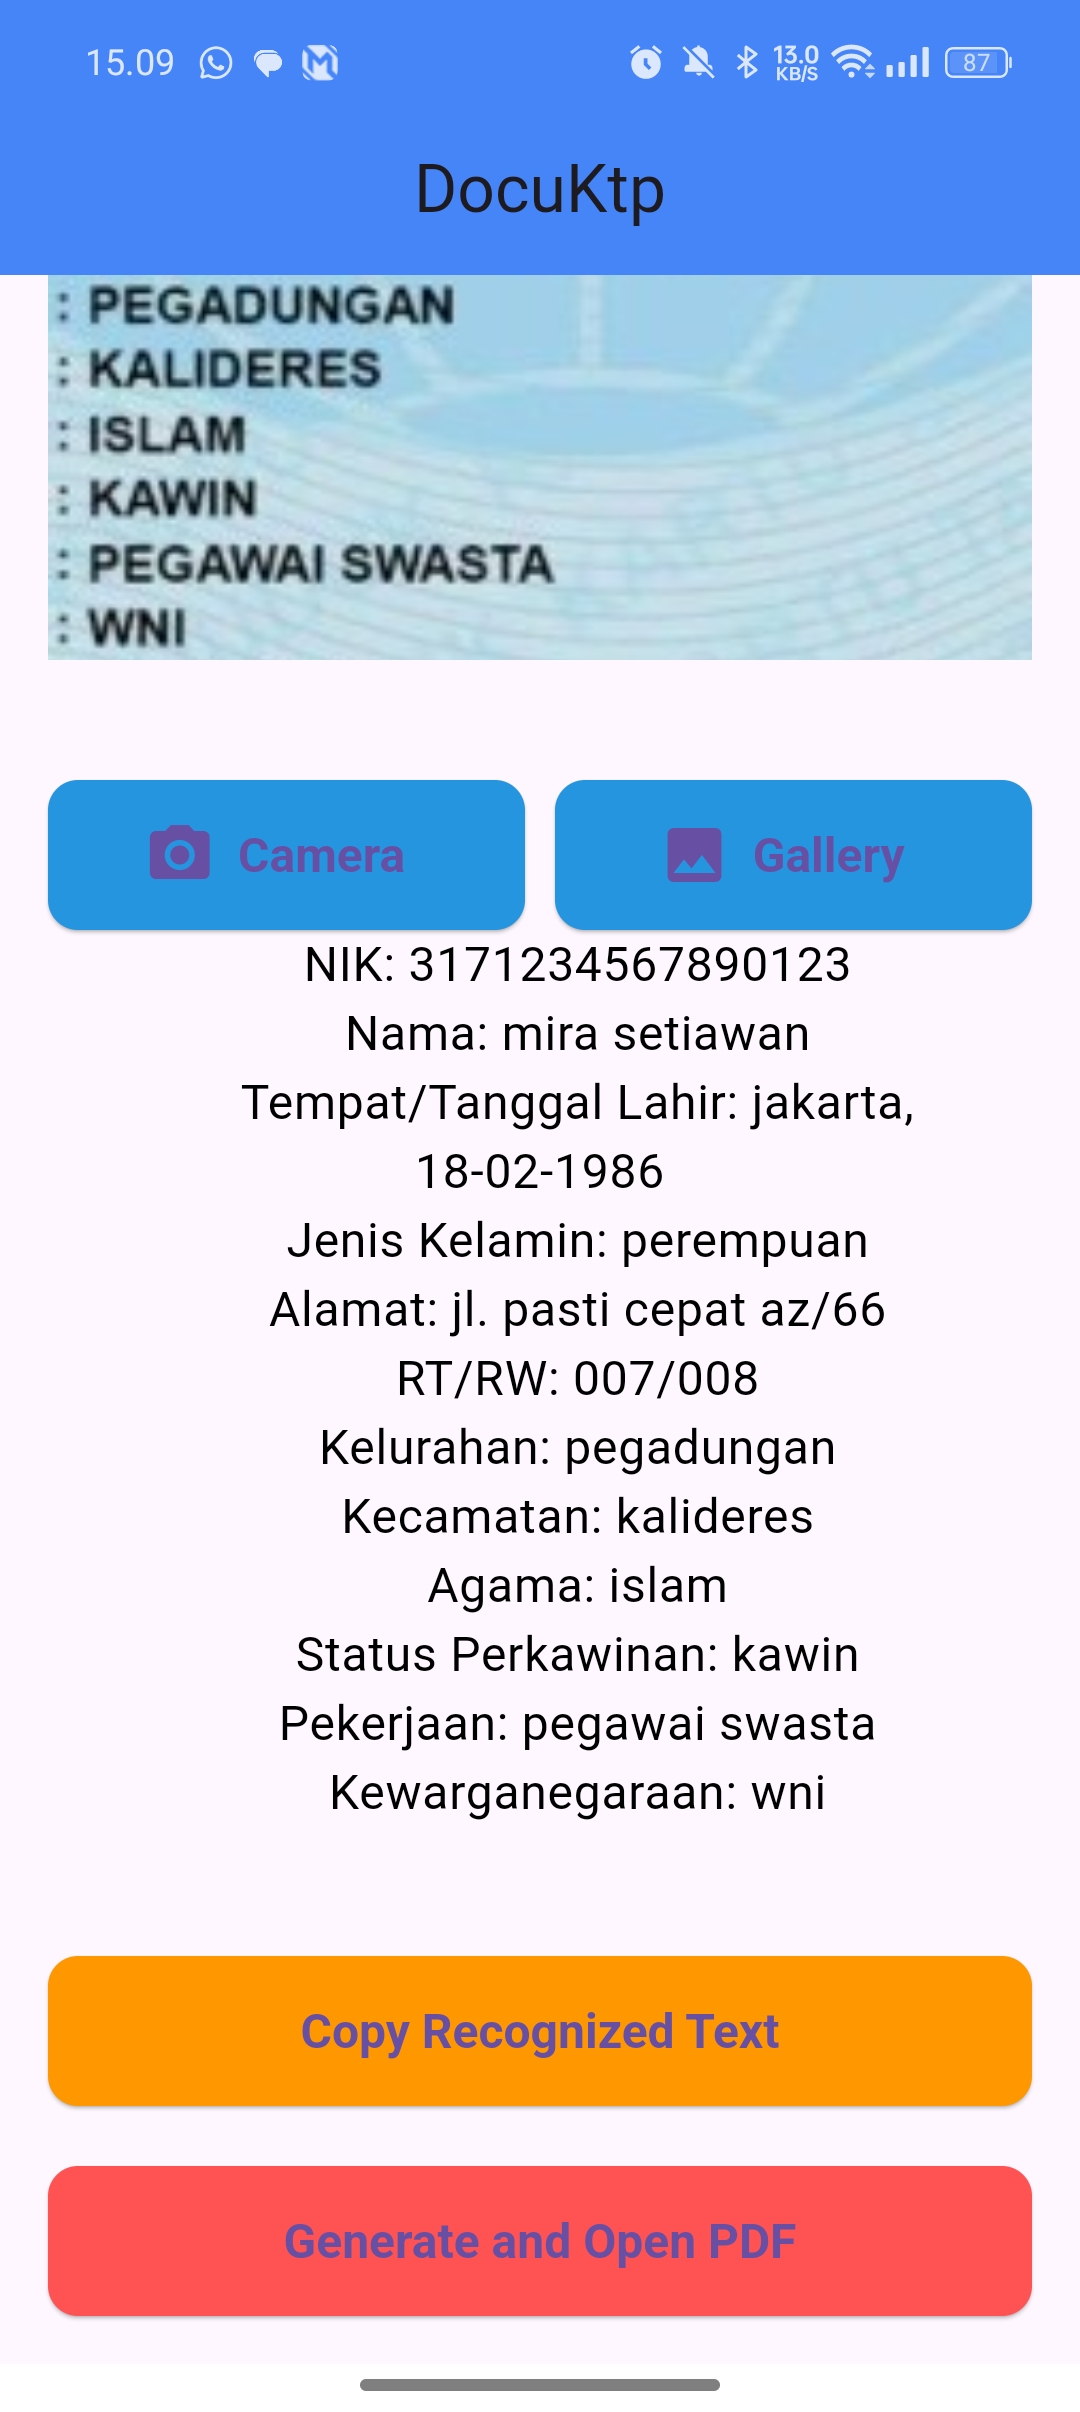 15.09
13.0
KB/S
87
DocuKtp
: PEGADUNGAN
: KALIDERES
: ISLAM
: KAWIN
: PEGAWAI SWASTA
: WNI
Camera
Gallery
NIK: 3171234567890123
Nama: mira setiawan
Tempat/Tanggal Lahir: jakarta,
18-02-1986
Jenis Kelamin: perempuan
Alamat: jl. pasti cepat az/66
RT/RW: 007/008
Kelurahan: pegadungan
Kecamatan: kalideres
Agama: islam
Status Perkawinan: kawin
Pekerjaan: pegawai swasta
Kewarganegaraan: wni
Copy Recognized Text
Generate and Open PDF